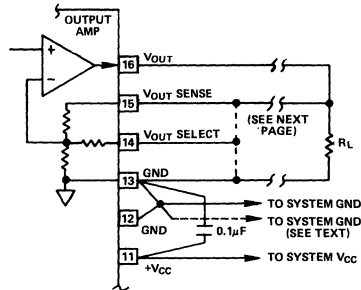 OUTPUT
AMP
+
−
16
VOUT
15
VOUT SENSE
(SEE NEXT
PAGE)
RL
14
VOUT SELECT
13
GND
TO SYSTEM GND
12
GND
TO SYSTEM GND
(SEE TEXT)
0.1μF
11
+VCC
TO SYSTEM VCC